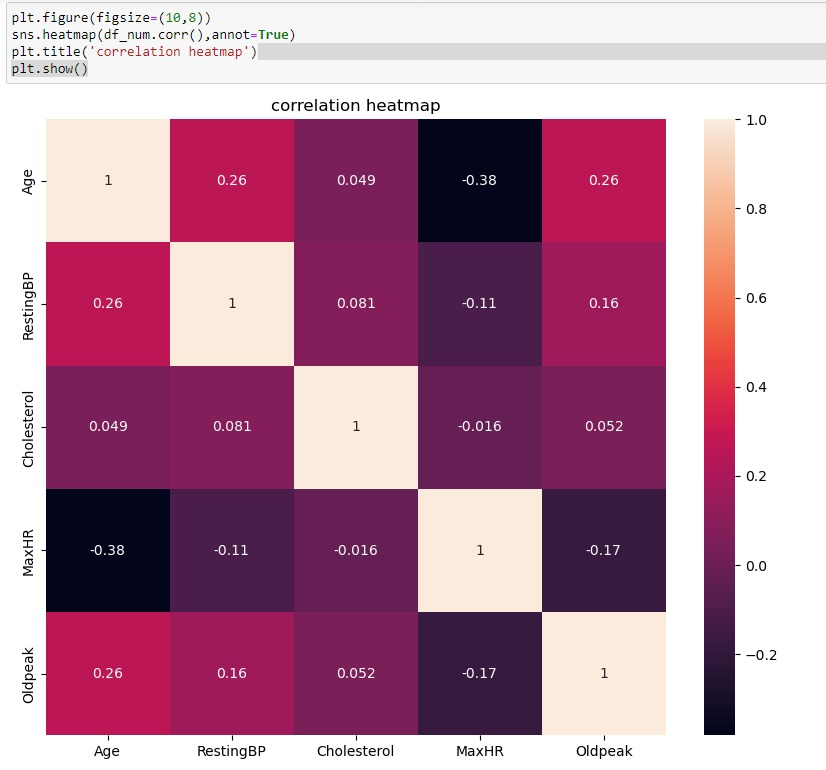 plt.figure(figsize=(10,8))
sns.heatmap(df_num.corr(),annot=True)
plt.title('correlation heatmap')
plt.show()
correlation heatmap
Age 1 0.26 0.049 -0.38 0.26
RestingBP 0.26 1 0.081 -0.11 0.16
Cholesterol 0.049 0.081 1 -0.016 0.052
MaxHR -0.38 -0.11 -0.016 1 -0.17
Oldpeak 0.26 0.16 0.052 -0.17 1
Age RestingBP Cholesterol MaxHR Oldpeak
1.0
0.8
0.6
0.4
0.2
0.0
−0.2